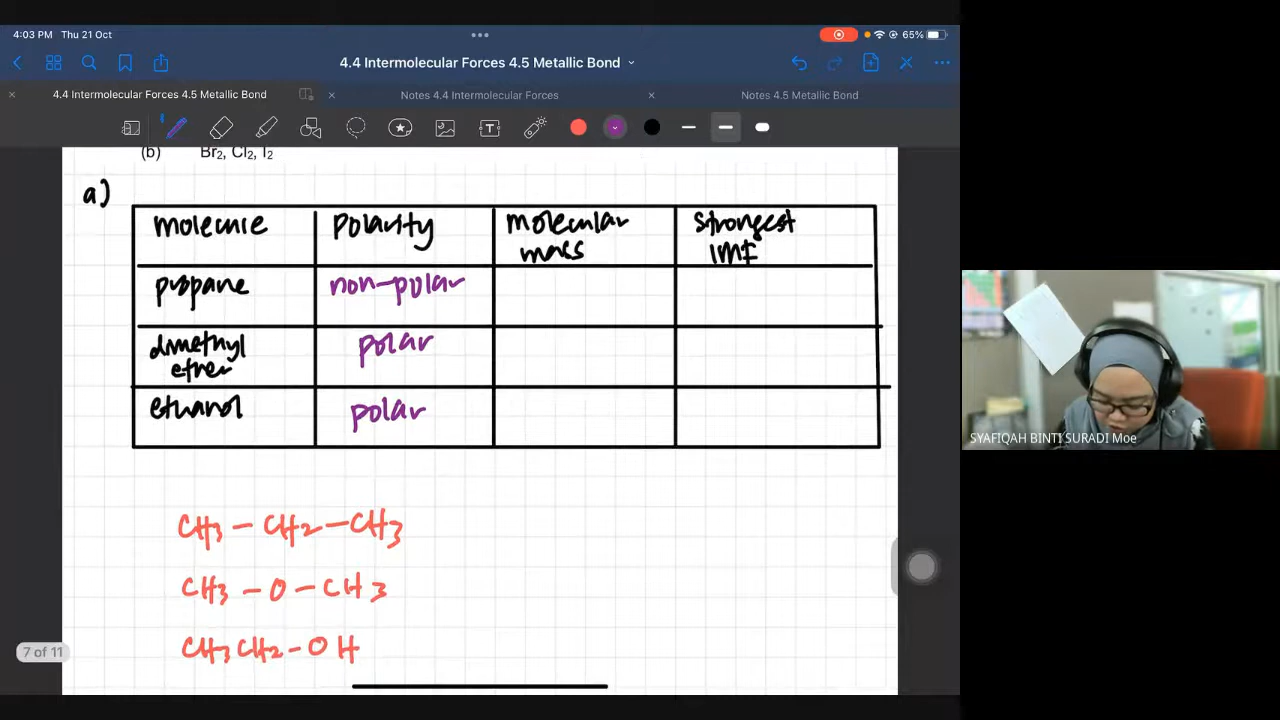 4:03 PM Thu 21 Oct
65%
4.4 Intermolecular Forces 4.5 Metallic Bond
4.4 Intermolecular Forces 4.5 Metallic Bond
Notes 4.4 Intermolecular Forces
Notes 4.5 Metallic Bond
(b) Br₂, Cl₂, I₂
a)
molecule polarity molecular mass strongest IMF
propane non-polar
dimethyl ether polar
ethanol polar
CH3 - CH2 - CH3
CH3 - O - CH3
CH3CH2 - OH
7 of 11
SYAFIQAH BINTI SURADI Moe